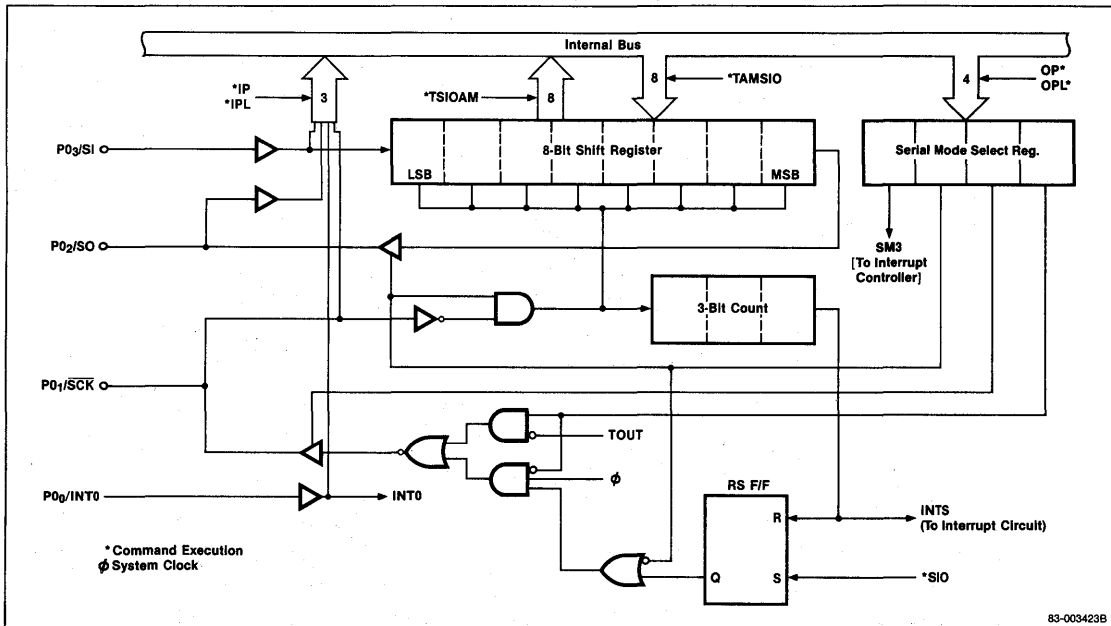 Internal Bus
*IP
*IPL
3
*TSIOAM
8
8
*TAMSIO
4
OP*
OPL*
P03/SI
8-Bit Shift Register
LSB
MSB
Serial Mode Select Reg.
P02/SO
SM3
[To Interrupt
Controller]
3-Bit Count
P01/S̅C̅K̅
TOUT
ϕ
P00/INT0
INT0
RS F/F
R
INTS
(To Interrupt Circuit)
Q
S
*SIO
*Command Execution
ϕ System Clock
83-003423B